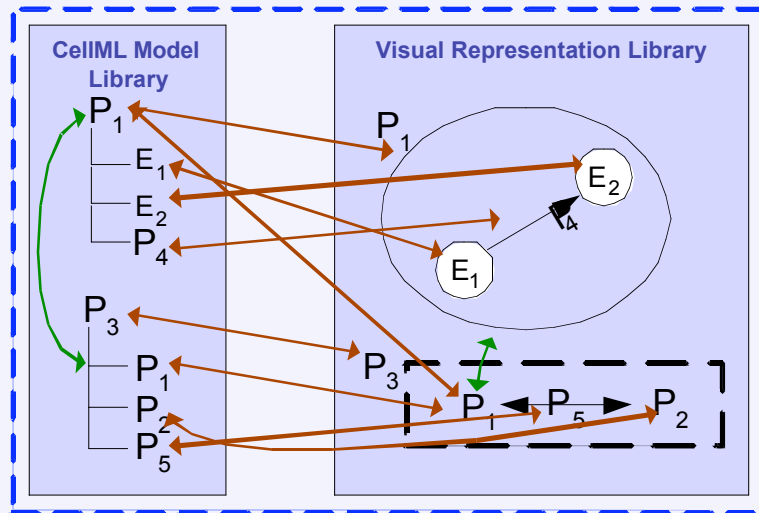 CellML Model
Library
P1
E1
E2
P4
P3
P1
P2
P5
Visual Representation Library
P1
E2
E1
P3
P1
P5
P2